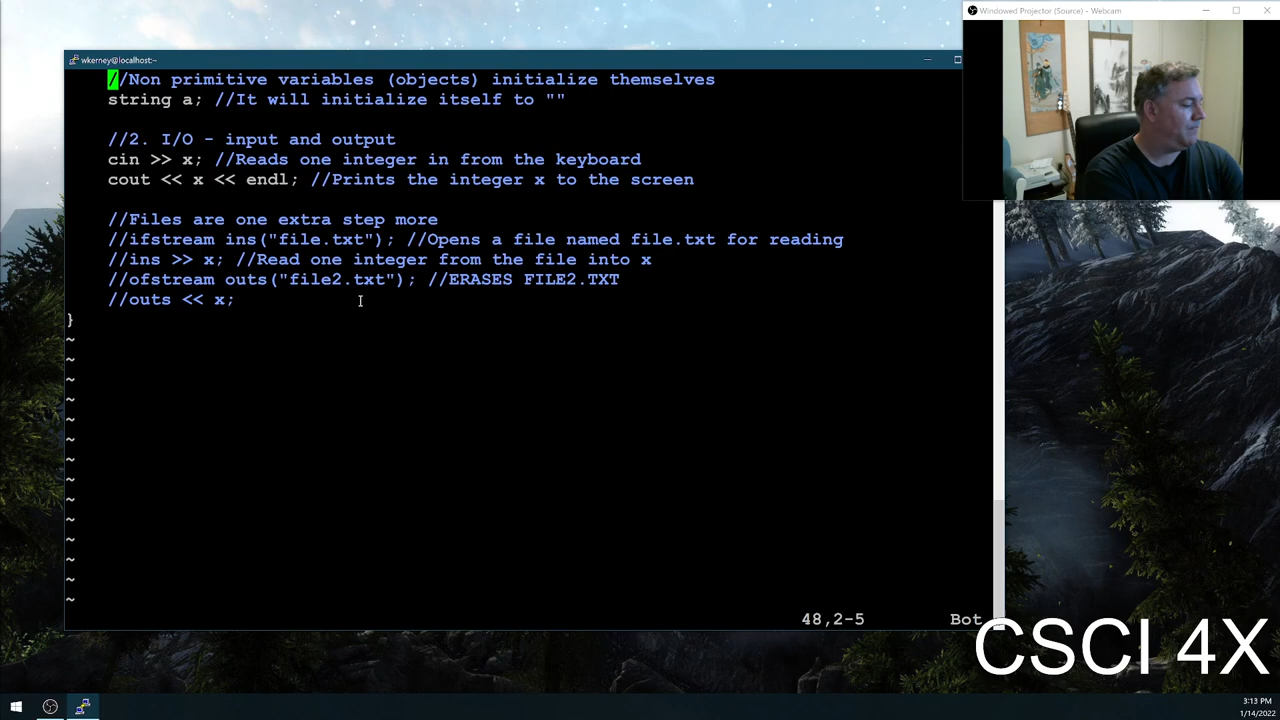 Windowed Projector (Source) - Webcam
wkerney@localhost:~
//Non primitive variables (objects) initialize themselves
string a; //It will initialize itself to ""
//2. I/O - input and output
cin >> x; //Reads one integer in from the keyboard
cout << x << endl; //Prints the integer x to the screen
//Files are one extra step more
//ifstream ins("file.txt"); //Opens a file named file.txt for reading
//ins >> x; //Read one integer from the file into x
//ofstream outs("file2.txt"); //ERASES FILE2.TXT
//outs << x;
}
~
~
~
~
~
~
~
~
~
~
~
~
~
~
48,2-5 Bot
CSCI 4X
3:13 PM
1/14/2022